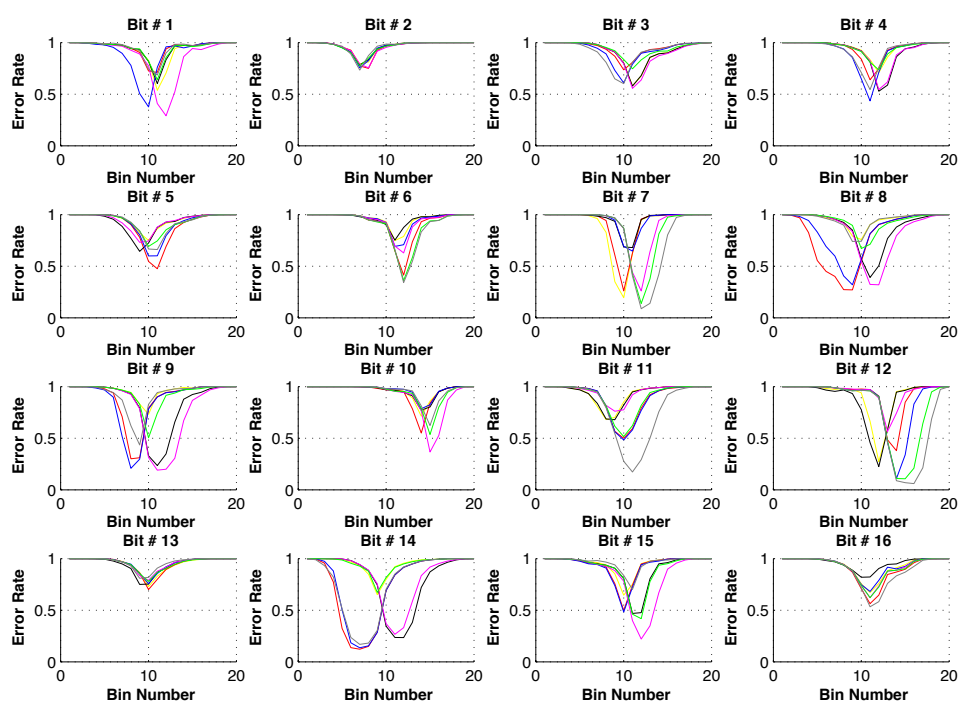 Bit # 1
Bit # 2
Bit # 3
Bit # 4
Error Rate
1
0.5
0
0
10
20
Bin Number
Error Rate
1
0.5
0
0
10
20
Bin Number
Error Rate
1
0.5
0
0
10
20
Bin Number
Error Rate
1
0.5
0
0
10
20
Bin Number
Bit # 5
Bit # 6
Bit # 7
Bit # 8
Error Rate
1
0.5
0
0
10
20
Bin Number
Error Rate
1
0.5
0
0
10
20
Bin Number
Error Rate
1
0.5
0
0
10
20
Bin Number
Error Rate
1
0.5
0
0
10
20
Bin Number
Bit # 9
Bit # 10
Bit # 11
Bit # 12
Error Rate
1
0.5
0
0
10
20
Bin Number
Error Rate
1
0.5
0
0
10
20
Bin Number
Error Rate
1
0.5
0
0
10
20
Bin Number
Error Rate
1
0.5
0
0
10
20
Bin Number
Bit # 13
Bit # 14
Bit # 15
Bit # 16
Error Rate
1
0.5
0
0
10
20
Bin Number
Error Rate
1
0.5
0
0
10
20
Bin Number
Error Rate
1
0.5
0
0
10
20
Bin Number
Error Rate
1
0.5
0
0
10
20
Bin Number